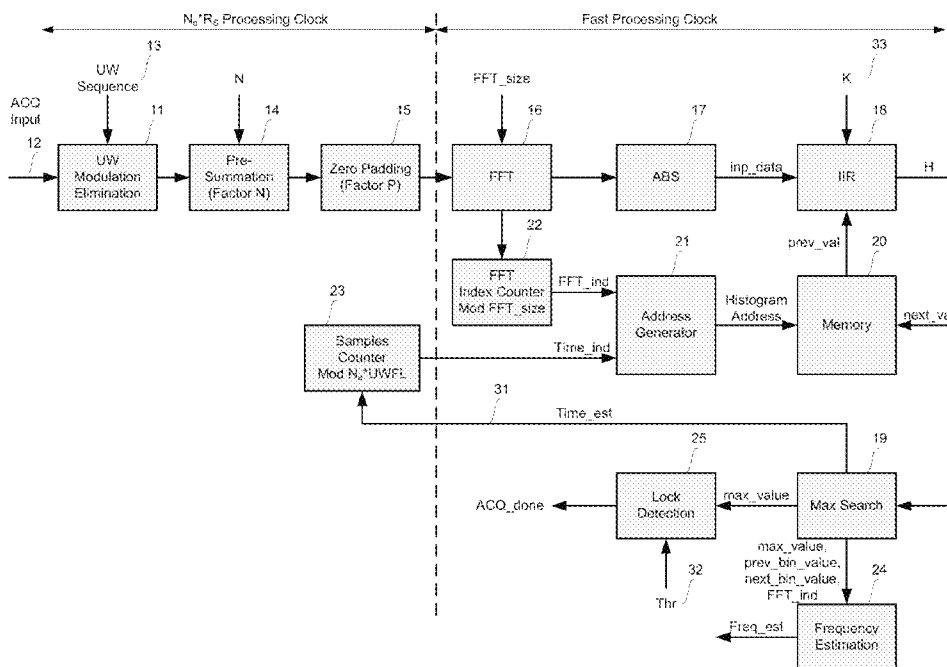 Ns*RS Processing Clock
Fast Processing Clock
13
UW
Sequence
N
FFT_size
33
K
ACQ
Input
12
11
UW
Modulation
Elimination
14
Pre-
Summation
(Factor N)
15
Zero Padding
(Factor P)
16
FFT
17
ABS
inp_data
18
IIR
H
22
FFT
Index Counter
Mod FFT_size
FFT_ind
21
Address
Generator
Histogram
Address
prev_val
20
Memory
next_va
23
Samples
Counter
Mod Ns*UWFL
Time_ind
31
Time_est
25
Lock
Detection
ACQ_done
max_value
19
Max Search
Thr
32
max_value,
prev_bin_value,
next_bin_value,
FFT_ind
24
Frequency
Estimation
Freq_est